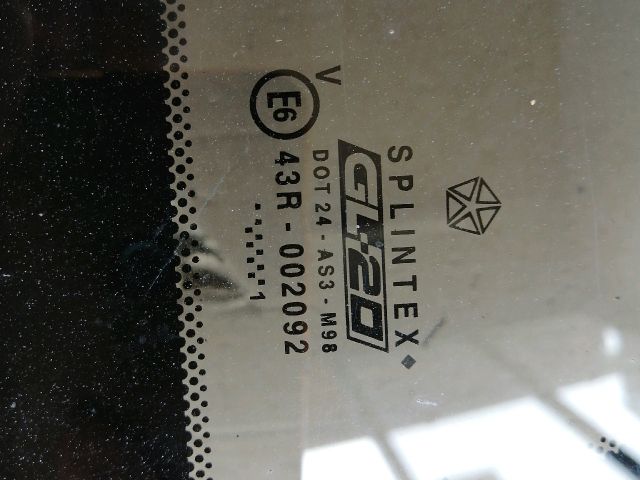 SPLINTEX
GL-20
DOT 24 - AS3 - M98
V
E6 43R - 002092
1